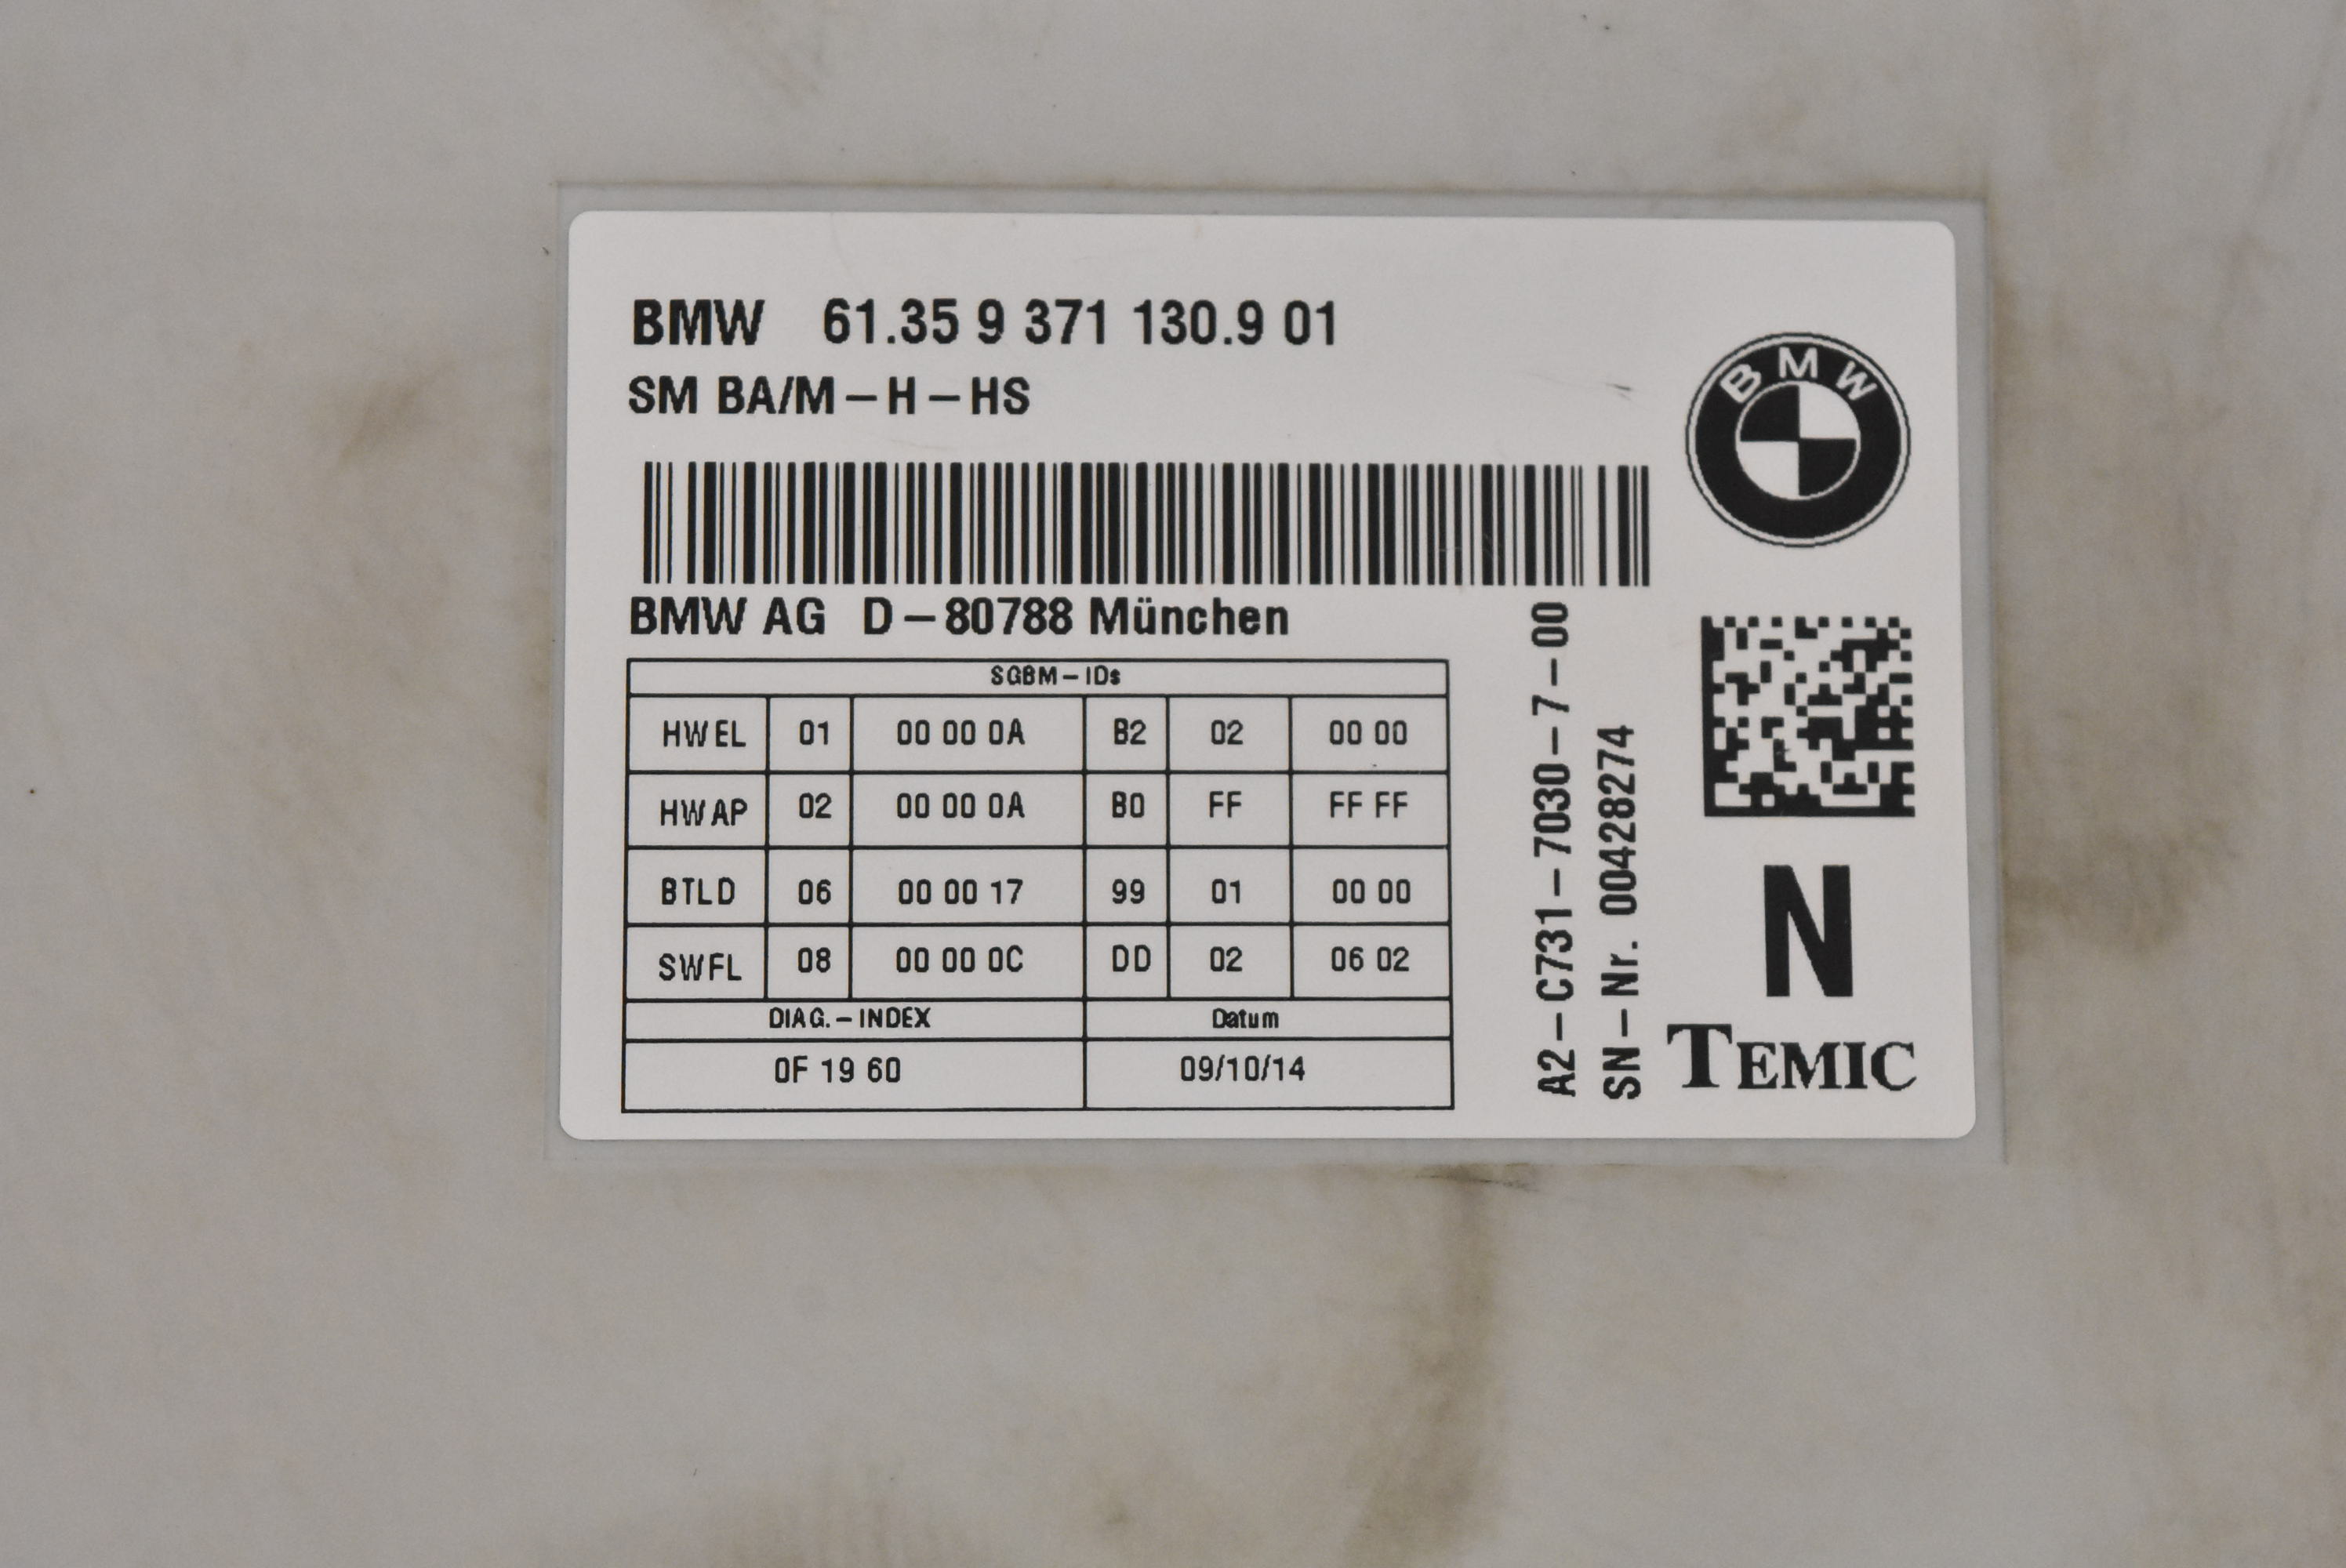 BMW 61.35 9 371 130.9 01
SM BA/M-H-HS
BMW
BMW AG D-80788 München
SGBM-IDs
HWEL 01 00 00 0A B2 02 00 00
HWAP 02 00 00 0A B0 FF FF FF
BTLD 06 00 00 17 99 01 00 00
SWFL 08 00 00 0C DD 02 06 02
DIAG.-INDEX Datum
0F 19 60 09/10/14
A2-C731-7030-7-00
SN-Nr. 00428274
N
TEMIC